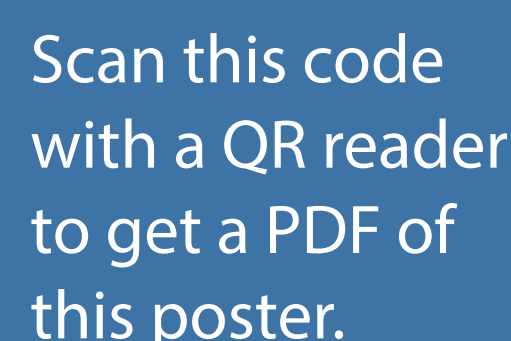 Scan this code
with a QR reader
to get a PDF of
this poster.